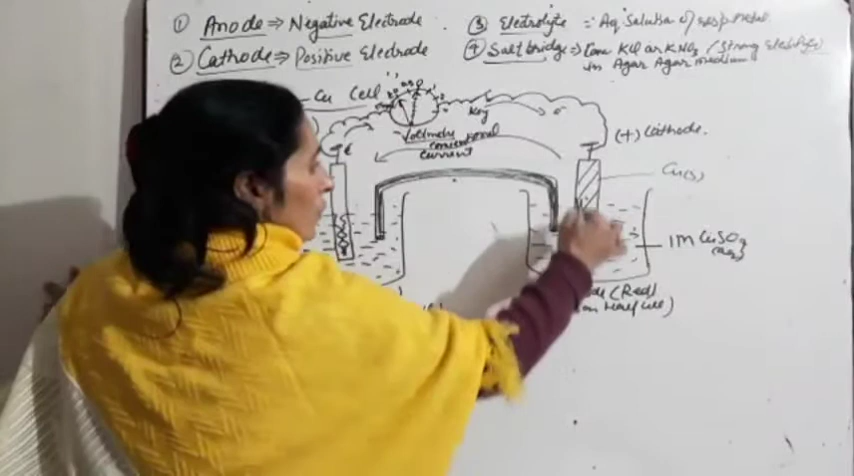 ① Anode ⇒ Negative Electrode
② Cathode ⇒ Positive Electrode
③ Electrolyte = Aq. Solution of resp. metal
④ Salt bridge ⇒ Conc KCl or KNO3 (Strong Electrolyte)
in Agar Agar medium
Cu Cell
Key
Voltmeter
conventional
current
(+) Cathode.
Cu(s)
1M CuSO4
(aq)
(Red)
Half cell)